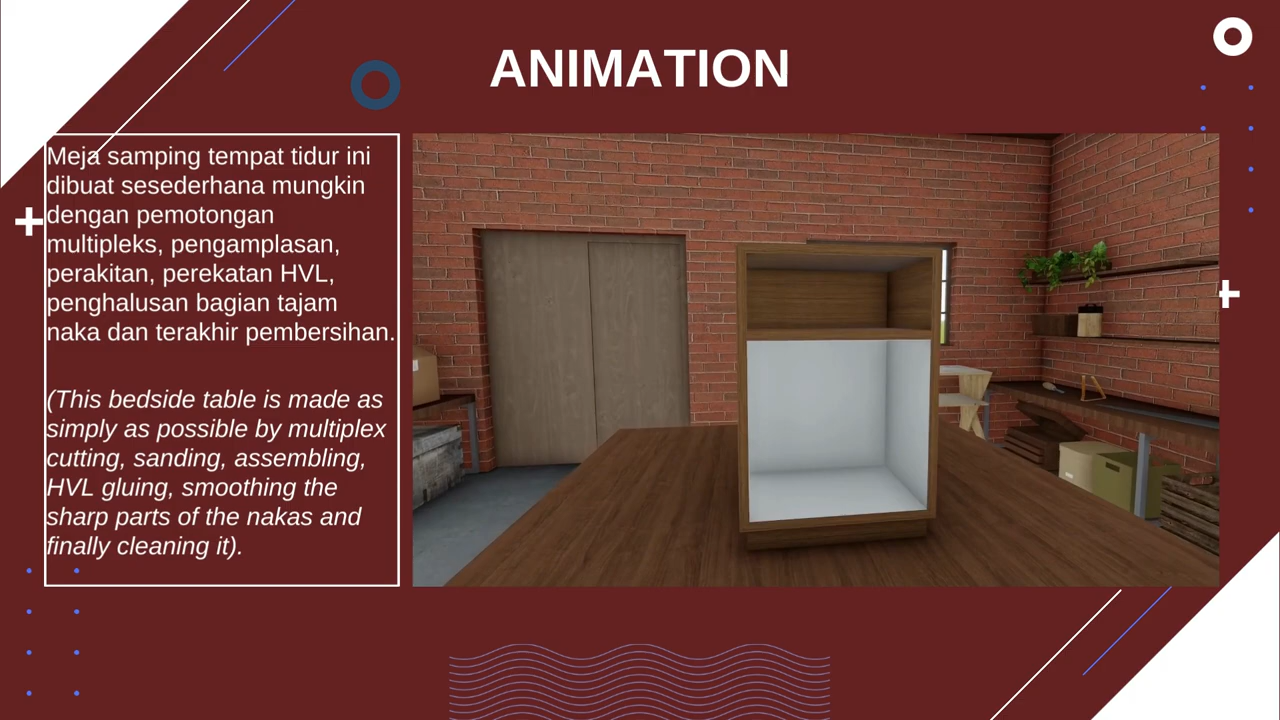 ANIMATION
Meja samping tempat tidur ini
dibuat sesederhana mungkin
dengan pemotongan
multipleks, pengamplasan,
perakitan, perekatan HVL,
penghalusan bagian tajam
naka dan terakhir pembersihan.
(This bedside table is made as
simply as possible by multiplex
cutting, sanding, assembling,
HVL gluing, smoothing the
sharp parts of the nakas and
finally cleaning it).